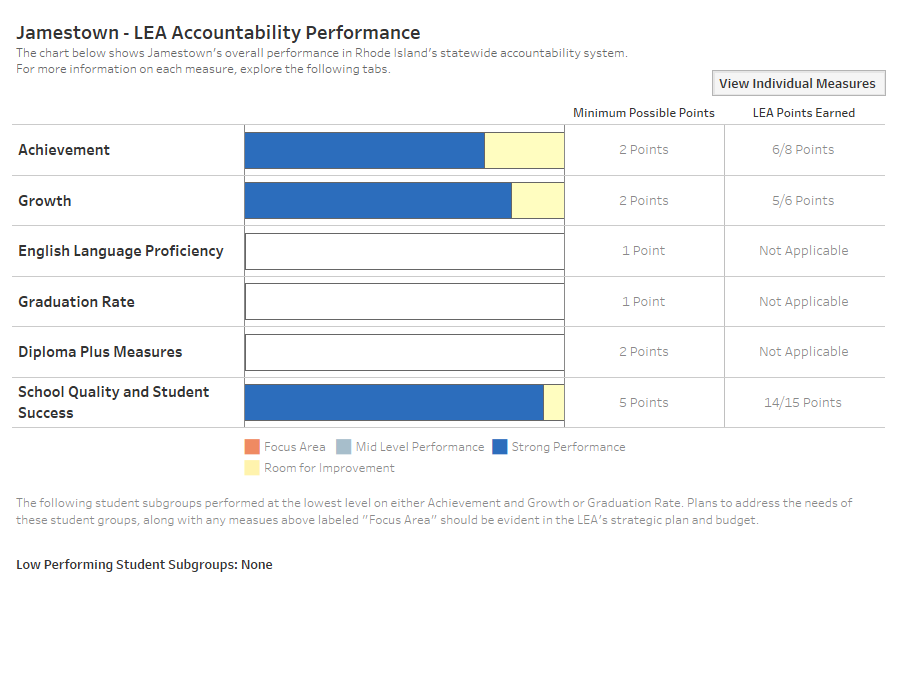 Jamestown - LEA Accountability Performance
The chart below shows Jamestown's overall performance in Rhode Island's statewide accountability system.
For more information on each measure, explore the following tabs.
View Individual Measures
Minimum Possible Points LEA Points Earned
Achievement 2 Points 6/8 Points
Growth 2 Points 5/6 Points
English Language Proficiency 1 Point Not Applicable
Graduation Rate 1 Point Not Applicable
Diploma Plus Measures 2 Points Not Applicable
School Quality and Student
Success 5 Points 14/15 Points
Focus Area Mid Level Performance Strong Performance
Room for Improvement
The following student subgroups performed at the lowest level on either Achievement and Growth or Graduation Rate. Plans to address the needs of
these student groups, along with any measues above labeled "Focus Area" should be evident in the LEA's strategic plan and budget.
Low Performing Student Subgroups: None